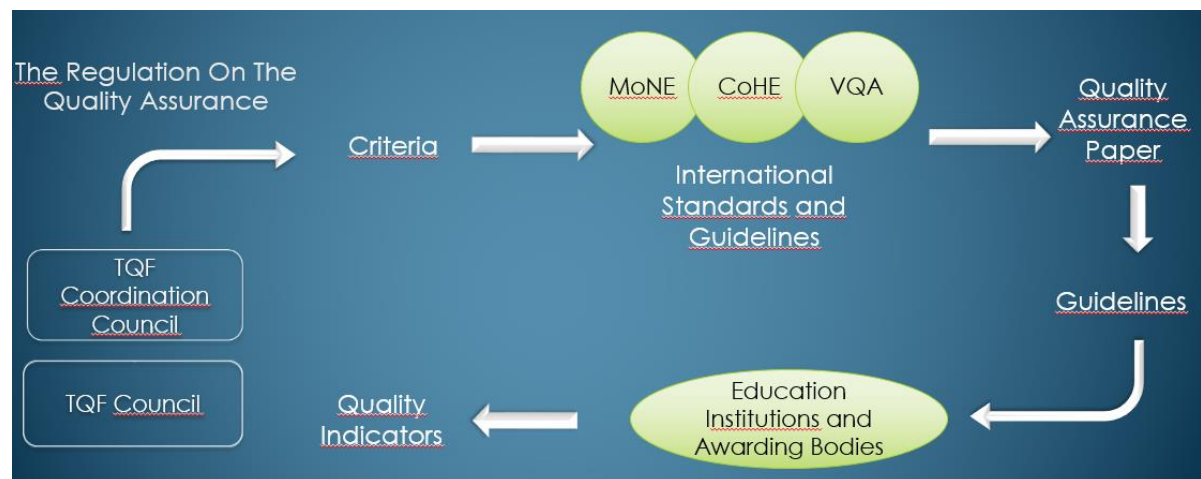 The Regulation On The
Quality Assurance
Criteria
MoNE
CoHE
VQA
International
Standards and
Guidelines
Quality
Assurance
Paper
Guidelines
Education
Institutions and
Awarding Bodies
Quality
Indicators
TQF
Coordination
Council
TQF Council